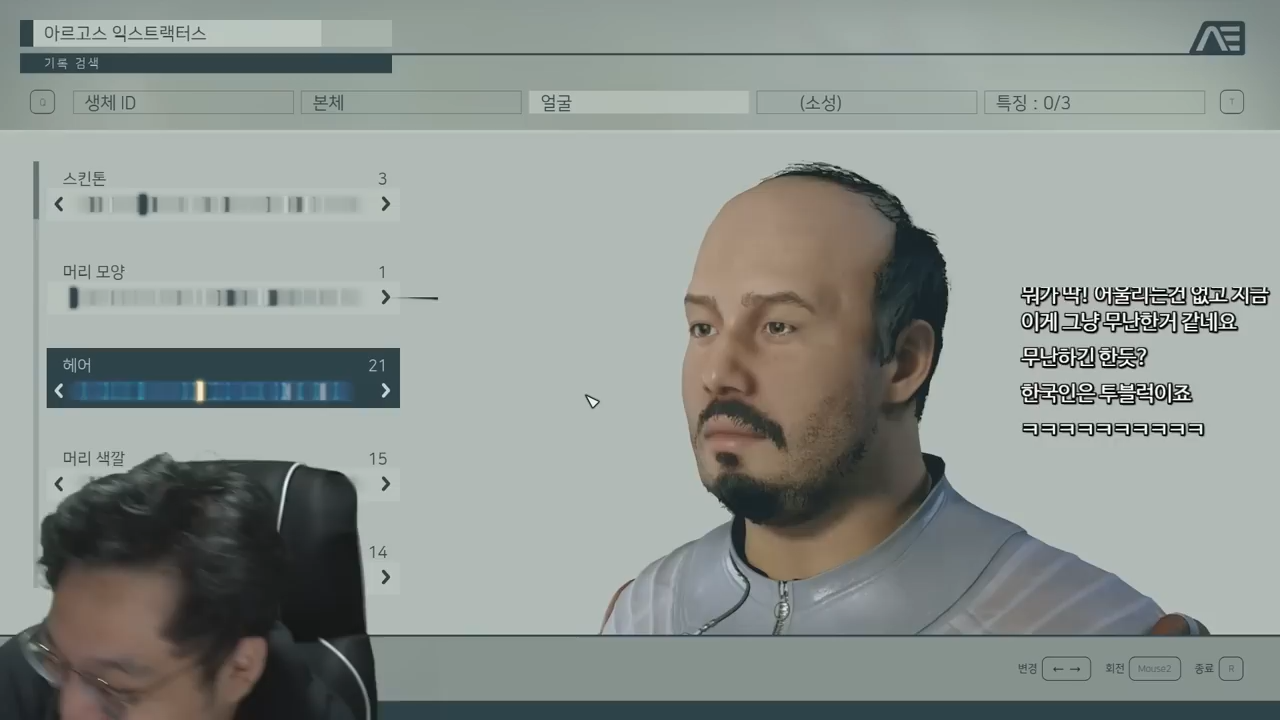 아르고스 익스트랙터스
기록 검색
AE
Q
생체 ID
본체
얼굴
(소성)
특징 : 0/3
T
스킨톤
3
머리 모양
1
헤어
21
머리 색깔
15
14
뭐가 딱! 어울리는건 없고 지금
이게 그냥 무난한거 같네요
무난하긴 한듯?
한국인은 투블럭이죠
ㅋㅋㅋㅋㅋㅋㅋㅋㅋㅋ
변경
← →
회전
Mouse2
종료
R